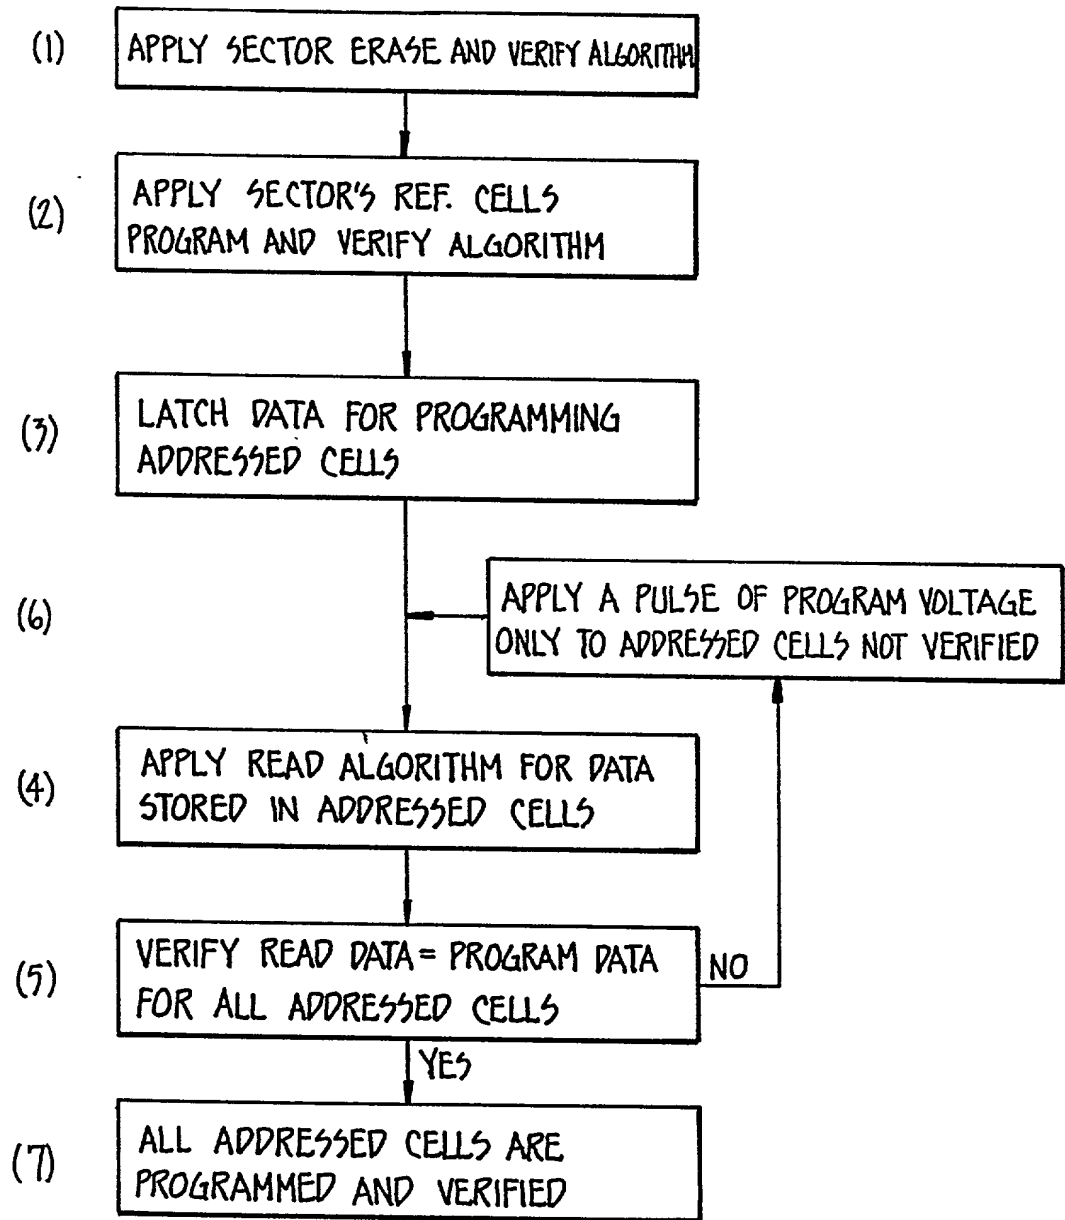 (1)
APPLY SECTOR ERASE AND VERIFY ALGORITHM
(2)
APPLY SECTOR'S REF. CELLS
PROGRAM AND VERIFY ALGORITHM
(3)
LATCH DATA FOR PROGRAMMING
ADDRESSED CELLS
(6)
APPLY A PULSE OF PROGRAM VOLTAGE
ONLY TO ADDRESSED CELLS NOT VERIFIED
(4)
APPLY READ ALGORITHM FOR DATA
STORED IN ADDRESSED CELLS
(5)
VERIFY READ DATA = PROGRAM DATA
FOR ALL ADDRESSED CELLS
NO
YES
(7)
ALL ADDRESSED CELLS ARE
PROGRAMMED AND VERIFIED